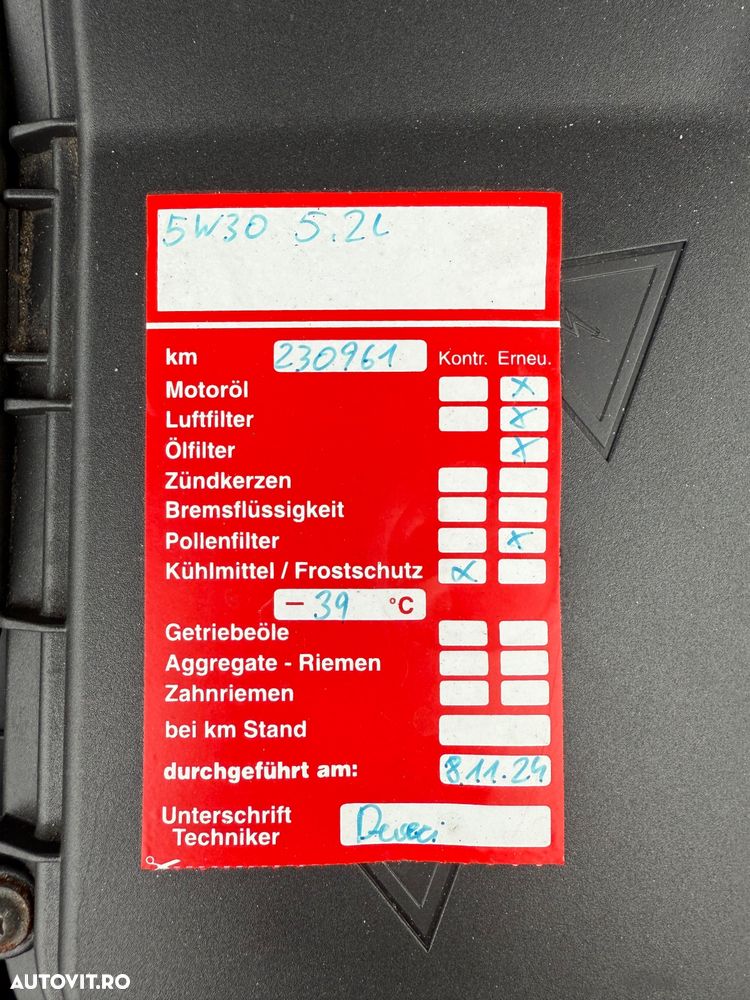 5W30 5.2L
km 230961 Kontr. Erneu.
Motoröl x
Luftfilter x
Ölfilter x
Zündkerzen
Bremsflüssigkeit
Pollenfilter x
Kühlmittel / Frostschutz x
- 39 °C
Getriebeöle
Aggregate - Riemen
Zahnriemen
bei km Stand
durchgeführt am: 8.11.24
Unterschrift
Techniker
AUTOVIT.RO